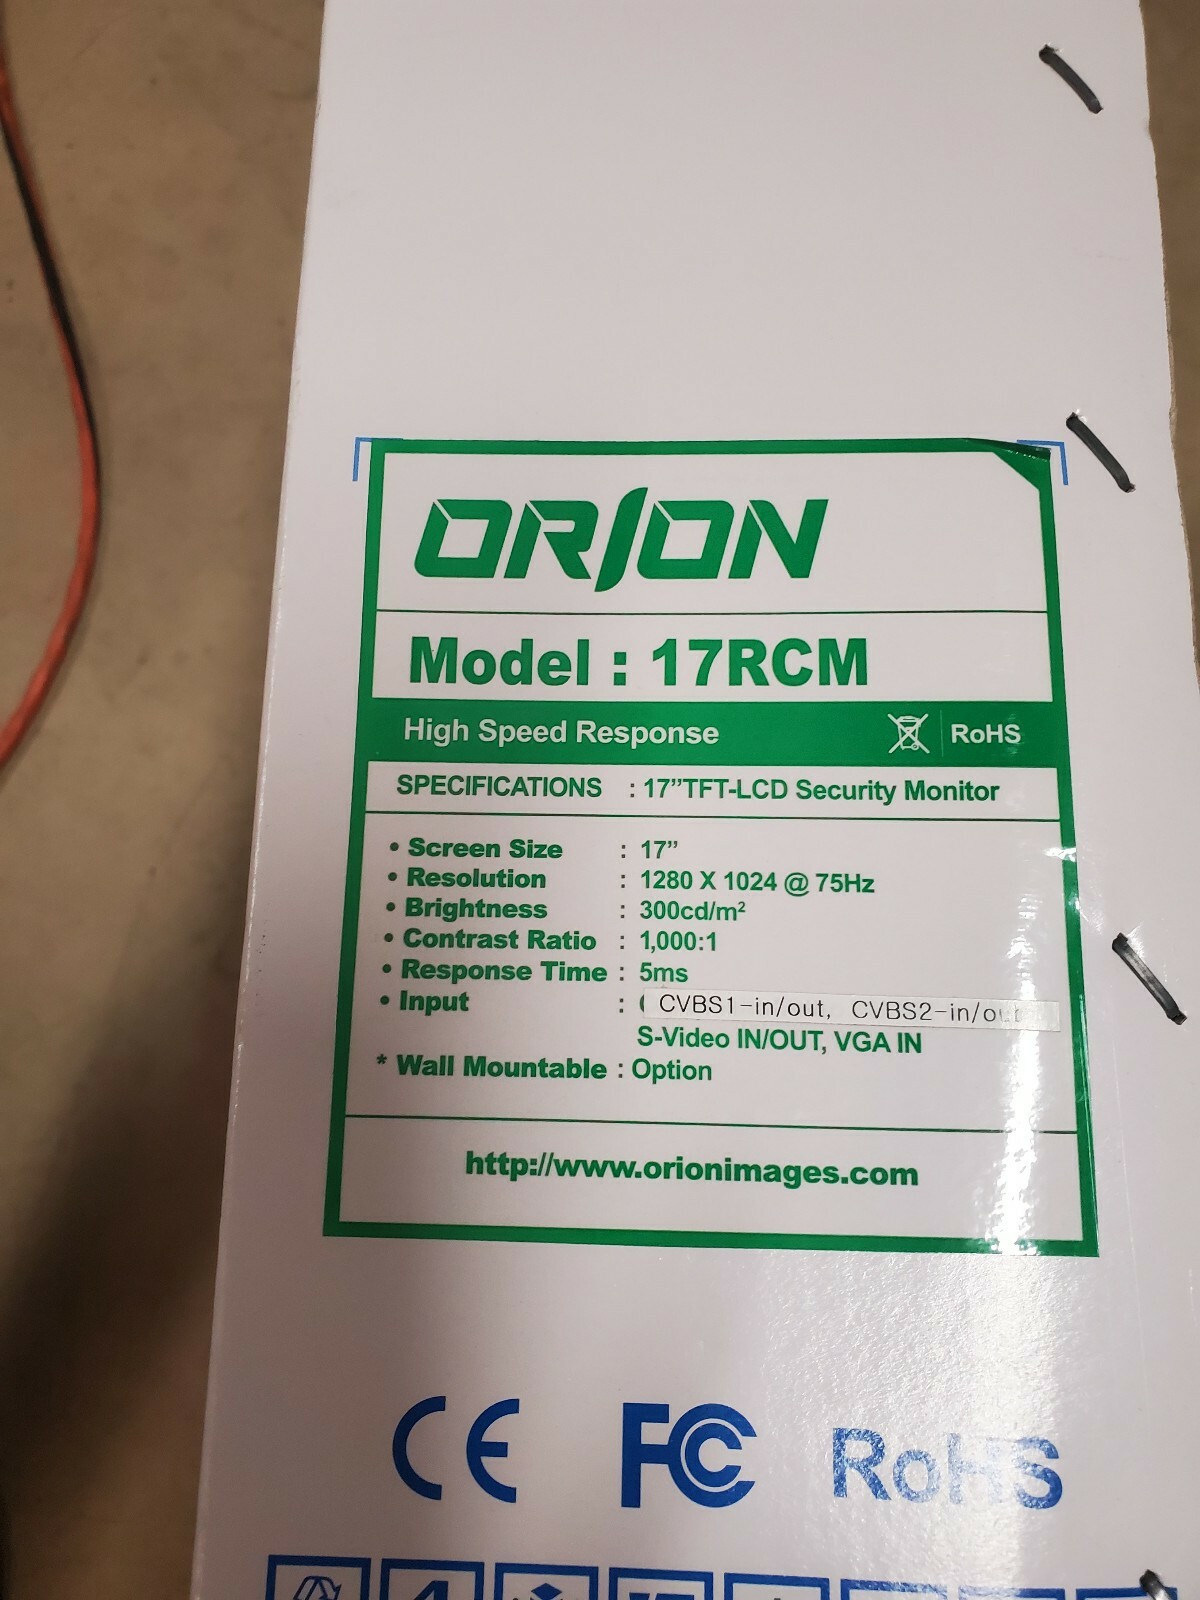 ORION
Model : 17RCM
High Speed Response RoHS
SPECIFICATIONS : 17”TFT-LCD Security Monitor
• Screen Size : 17”
• Resolution : 1280 X 1024 @ 75Hz
• Brightness : 300cd/m²
• Contrast Ratio : 1,000:1
• Response Time : 5ms
• Input : CVBS1-in/out, CVBS2-in/out
S-Video IN/OUT, VGA IN
* Wall Mountable : Option
http://www.orionimages.com
CE FC RoHS
4